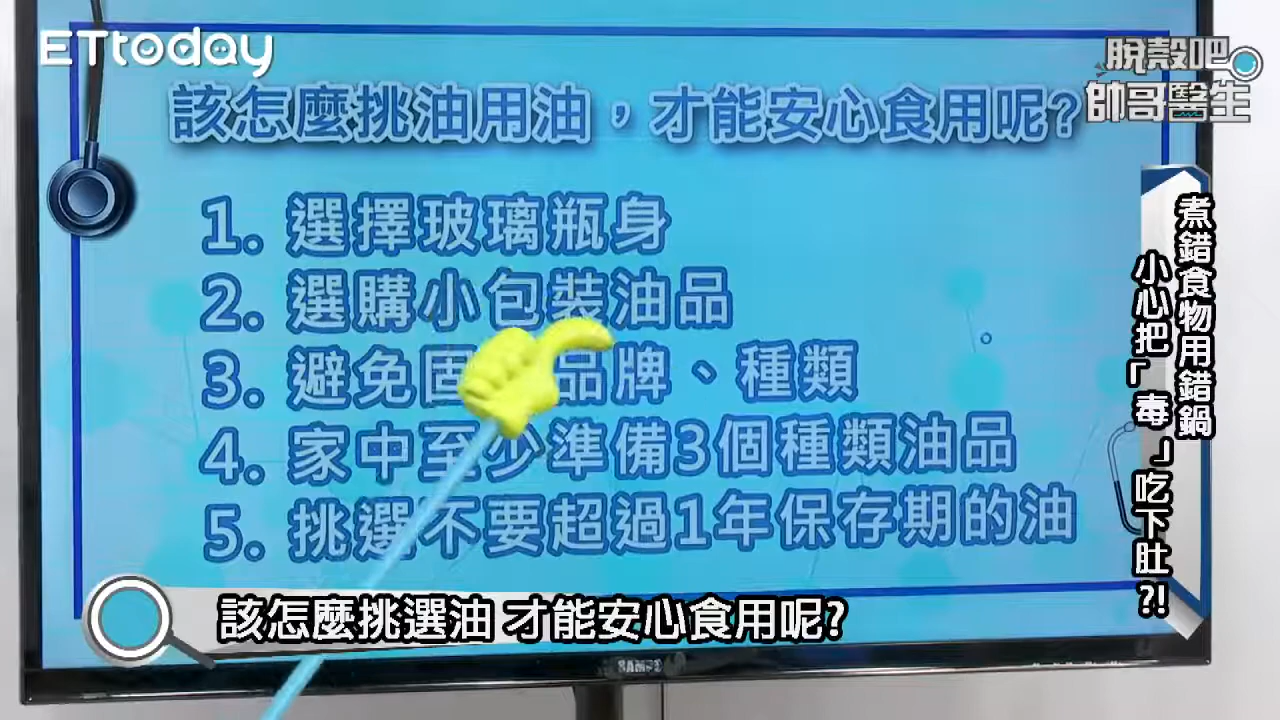 ETtoday
脫殼吧
帥哥醫生
該怎麼挑油用油，才能安心食用呢?
1. 選擇玻璃瓶身
2. 選購小包裝油品
3. 避免固 品牌、種類
4. 家中至少準備3個種類油品
5. 挑選不要超過1年保存期的油
煮錯食物用錯鍋
小心把「毒」吃下肚?!
該怎麼挑選油 才能安心食用呢?
SAMPO